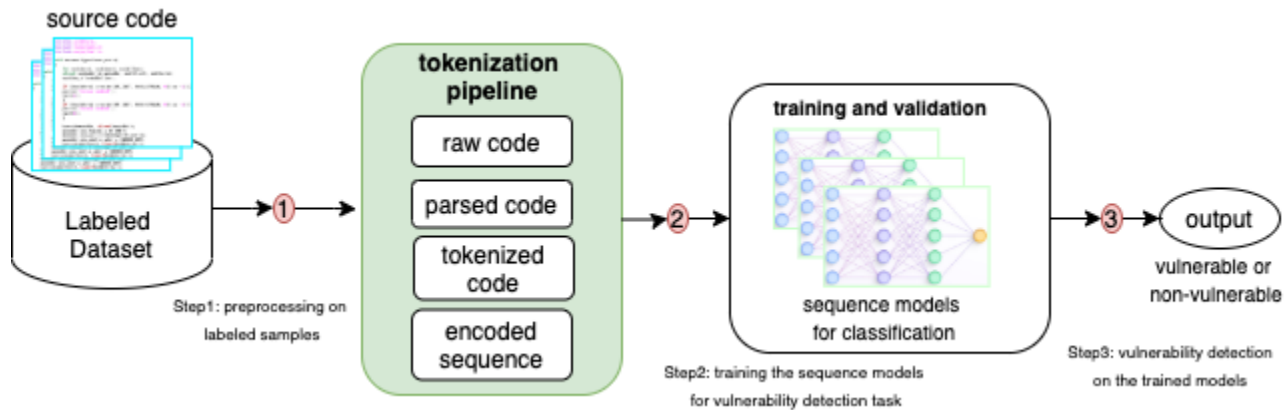 source code
Labeled
Dataset
1
Step1: preprocessing on
labeled samples
tokenization
pipeline
raw code
parsed code
tokenized
code
encoded
sequence
2
Step2: training the sequence models
for vulnerability detection task
training and validation
sequence models
for classification
3
Step3: vulnerability detection
on the trained models
output
vulnerable or
non-vulnerable